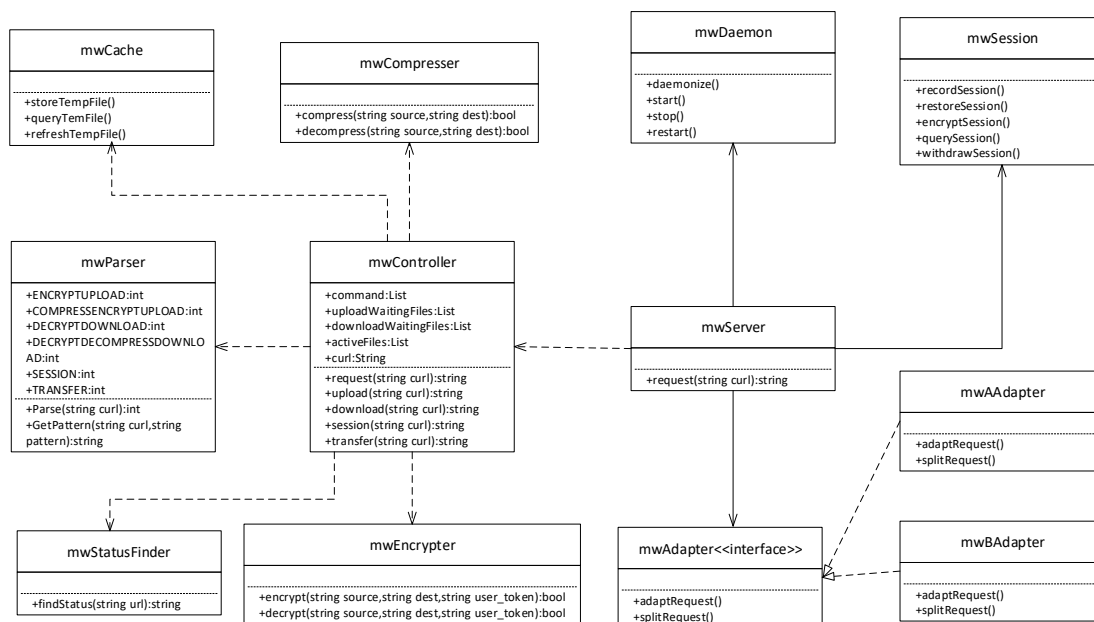 mwCache
+storeTempFile()
+queryTemFile()
+refreshTempFile()
mwCompresser
+compress(string source,string dest):bool
+decompress(string source,string dest):bool
mwDaemon
+daemonize()
+start()
+stop()
+restart()
mwSession
+recordSession()
+restoreSession()
+encryptSession()
+querySession()
+withdrawSession()
mwParser
+ENCRYPTUPLOAD:int
+COMPRESSENCRYPTUPLOAD:int
+DECRYPTDOWNLOAD:int
+DECRYPTDECOMPRESSDOWNLO
AD:int
+SESSION:int
+TRANSFER:int
+Parse(string curl):int
+GetPattern(string curl,string
pattern):string
mwController
+command:List
+uploadWaitingFiles:List
+downloadWaitingFiles:List
+activeFiles:List
+curl:String
+request(string curl):string
+upload(string curl):string
+download(string curl):string
+session(string curl):string
+transfer(string curl):string
mwServer
+request(string curl):string
mwAAdapter
+adaptRequest()
+splitRequest()
mwStatusFinder
+findStatus(string url):string
mwEncrypter
+encrypt(string source,string dest,string user_token):bool
+decrypt(string source,string dest,string user_token):bool
mwAdapter<<interface>>
+adaptRequest()
+splitRequest()
mwBAdapter
+adaptRequest()
+splitRequest()